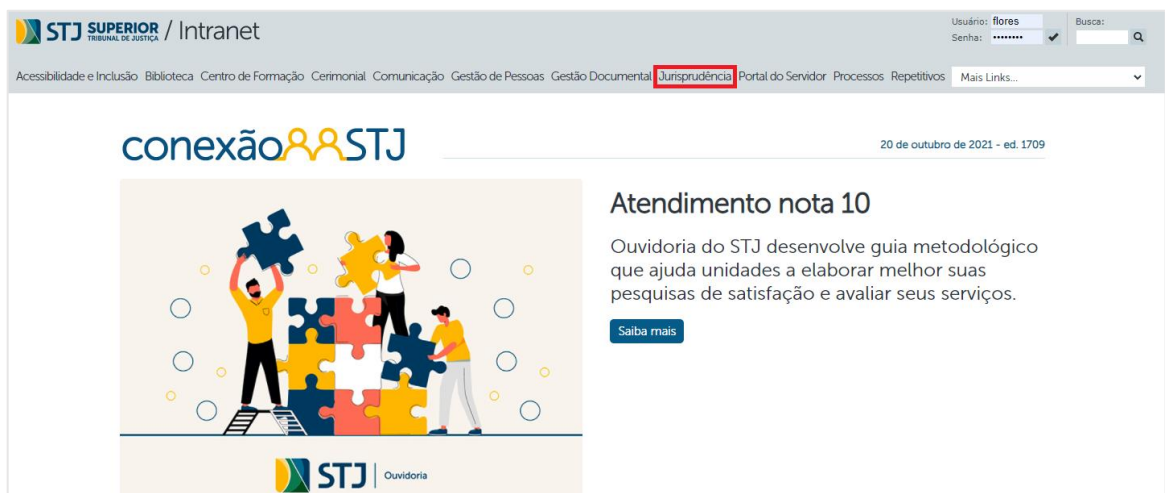 STJ SUPERIOR TRIBUNAL DE JUSTIÇA / Intranet
Usuário: flores
Senha: ••••••••
Busca:
Acessibilidade e Inclusão Biblioteca Centro de Formação Cerimonial Comunicação Gestão de Pessoas Gestão Documental Jurisprudência Portal do Servidor Processos Repetitivos Mais Links...
conexão STJ
20 de outubro de 2021 - ed. 1709
Atendimento nota 10
Ouvidoria do STJ desenvolve guia metodológico
que ajuda unidades a elaborar melhor suas
pesquisas de satisfação e avaliar seus serviços.
Saiba mais
STJ Ouvidoria